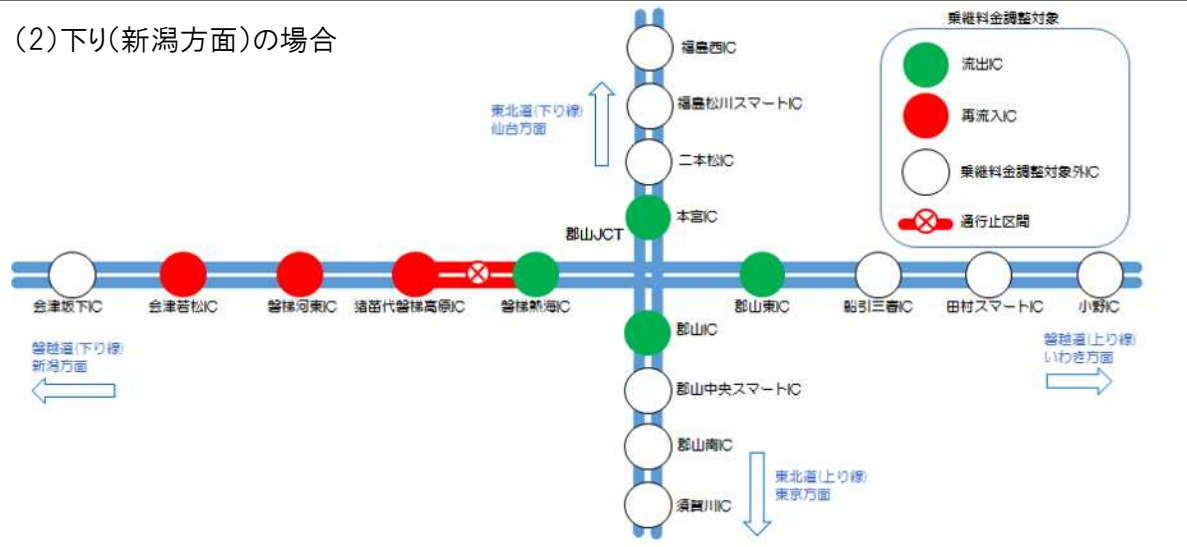 (2)下り(新潟方面)の場合
乗継料金調整対象
流出IC
再流入IC
乗継料金調整対象外IC
通行止区間
福島西IC
福島松川スマートIC
二本松IC
本宮IC
東北道(下り線)
仙台方面
郡山JCT
会津坂下IC
会津若松IC
磐梯河東IC
猪苗代磐梯高原IC
磐梯熱海IC
郡山東IC
船引三春IC
田村スマートIC
小野IC
磐越道(下り線)
新潟方面
磐越道(上り線)
いわき方面
郡山IC
郡山中央スマートIC
郡山南IC
須賀川IC
東北道(上り線)
東京方面